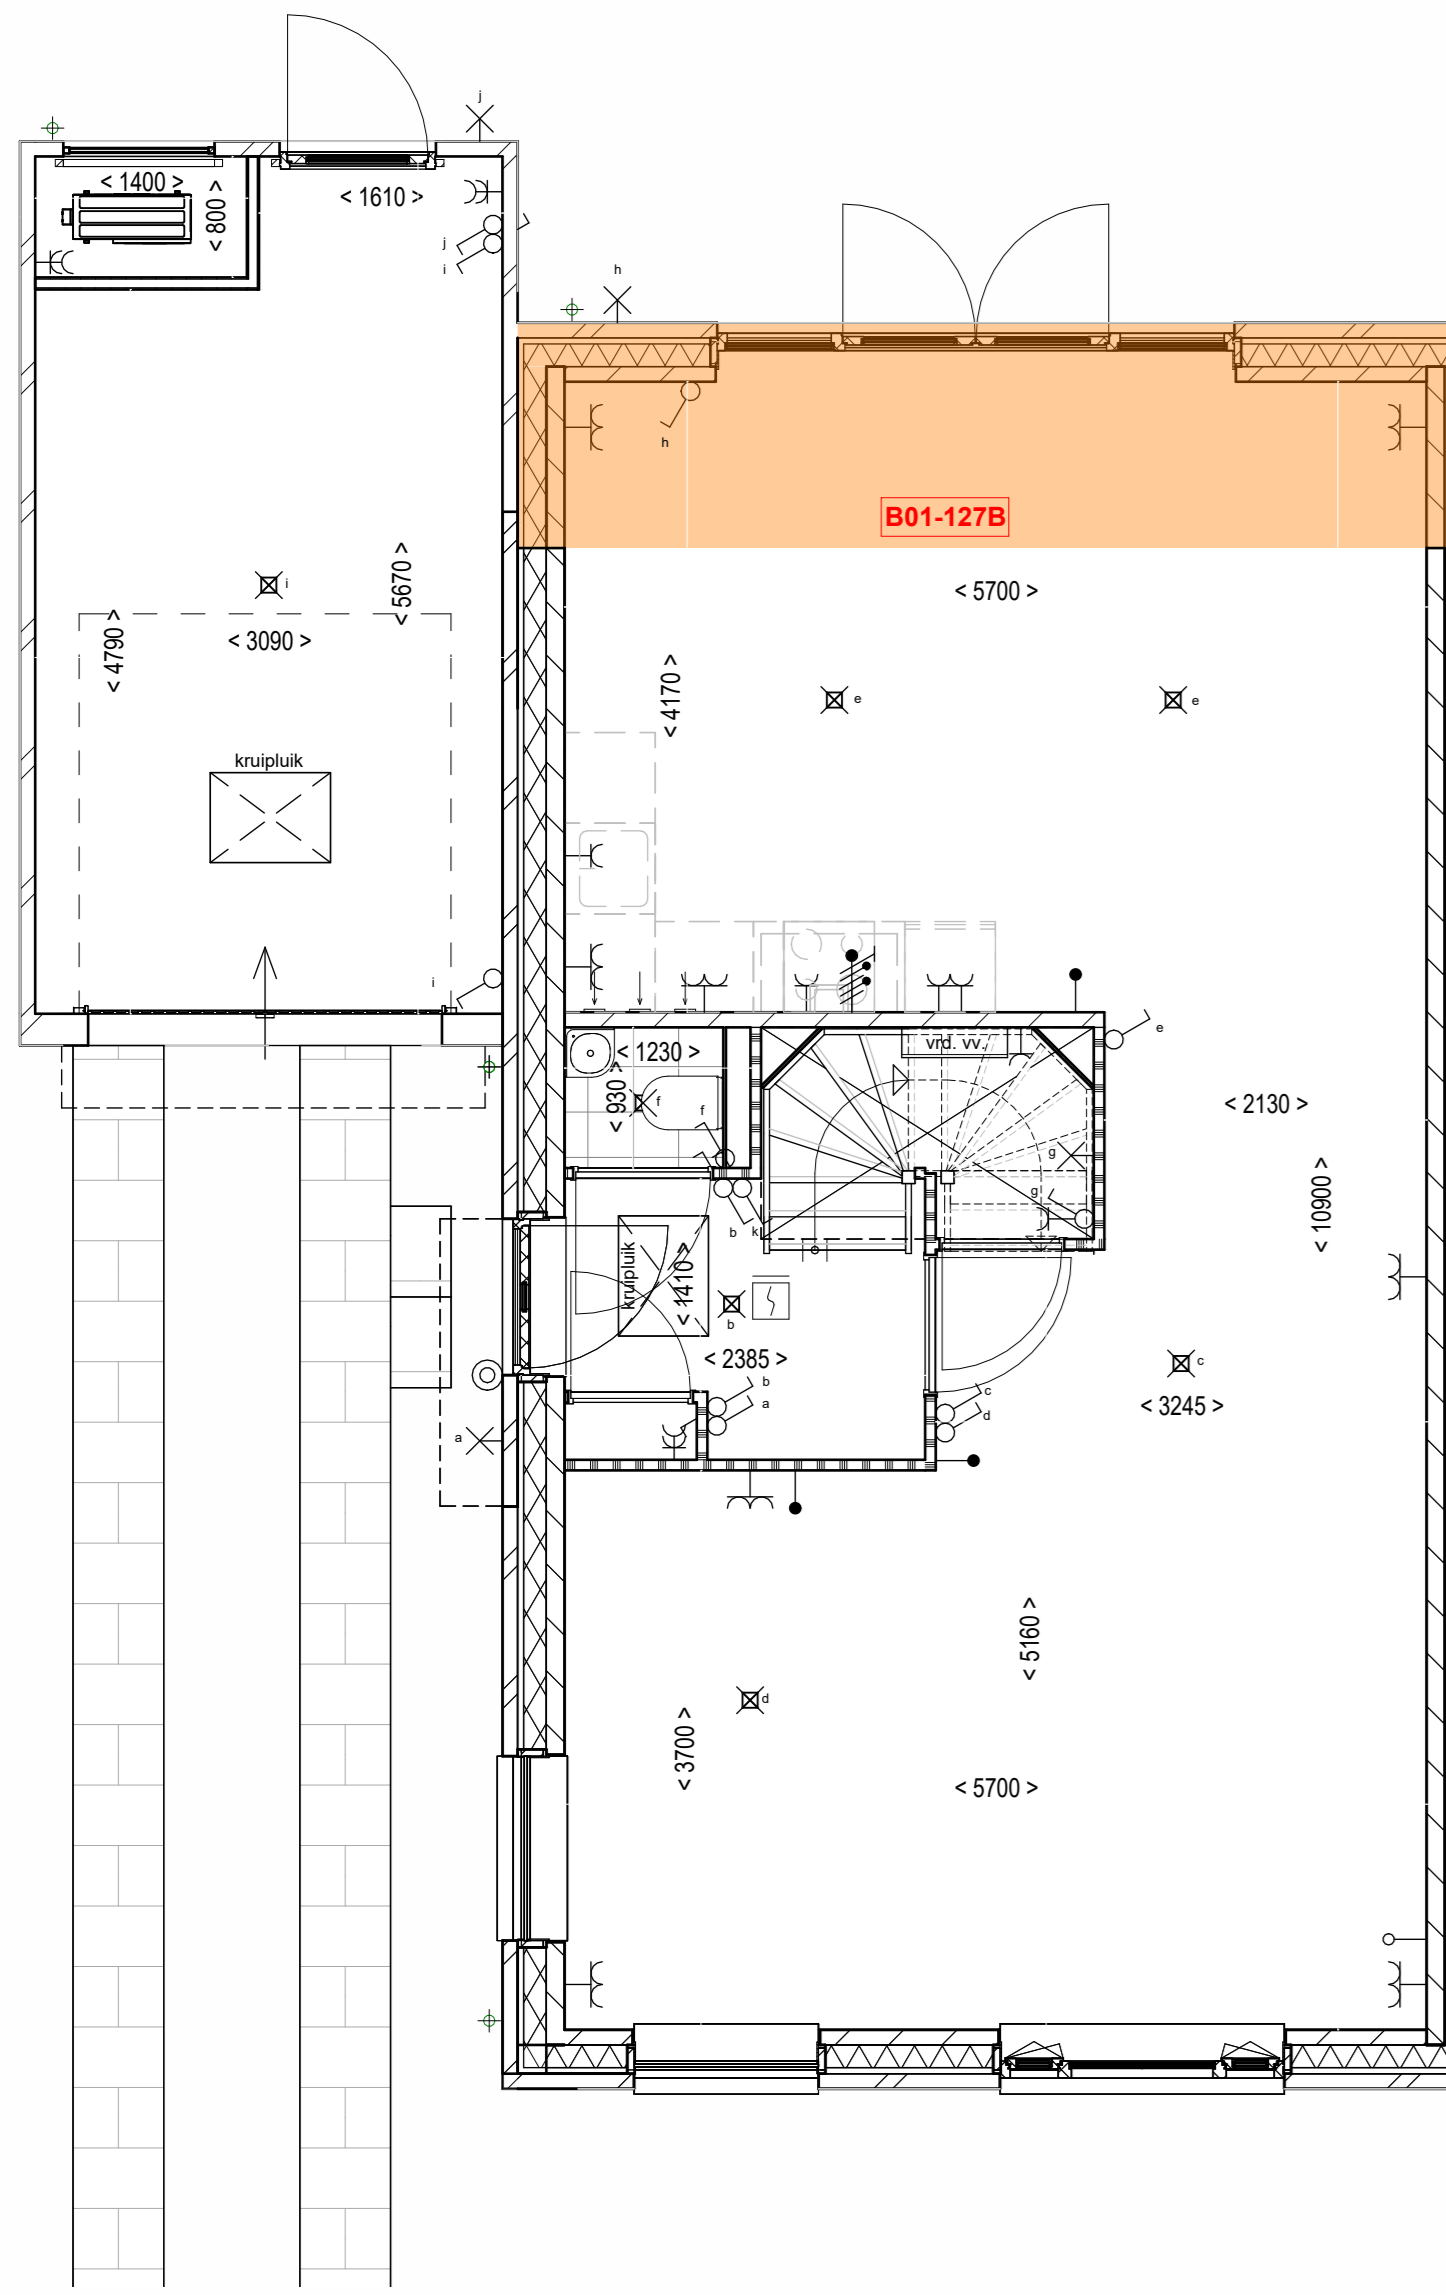 j
< 1400 >
< 800 >
< 1610 >
j
i
h
h
B01-127B
< 5700 >
i
< 5670 >
< 4790 >
< 3090 >
< 4170 >
e
e
kruipluik
i
e
vrd. vv.
< 1230 >
< 930 >
f
f
< 2130 >
g
g
b
k
kruipluik
< 1410 >
b
< 10900 >
< 2385 >
b
a
c
d
c
< 3245 >
a
< 5160 >
d
< 3700 >
< 5700 >